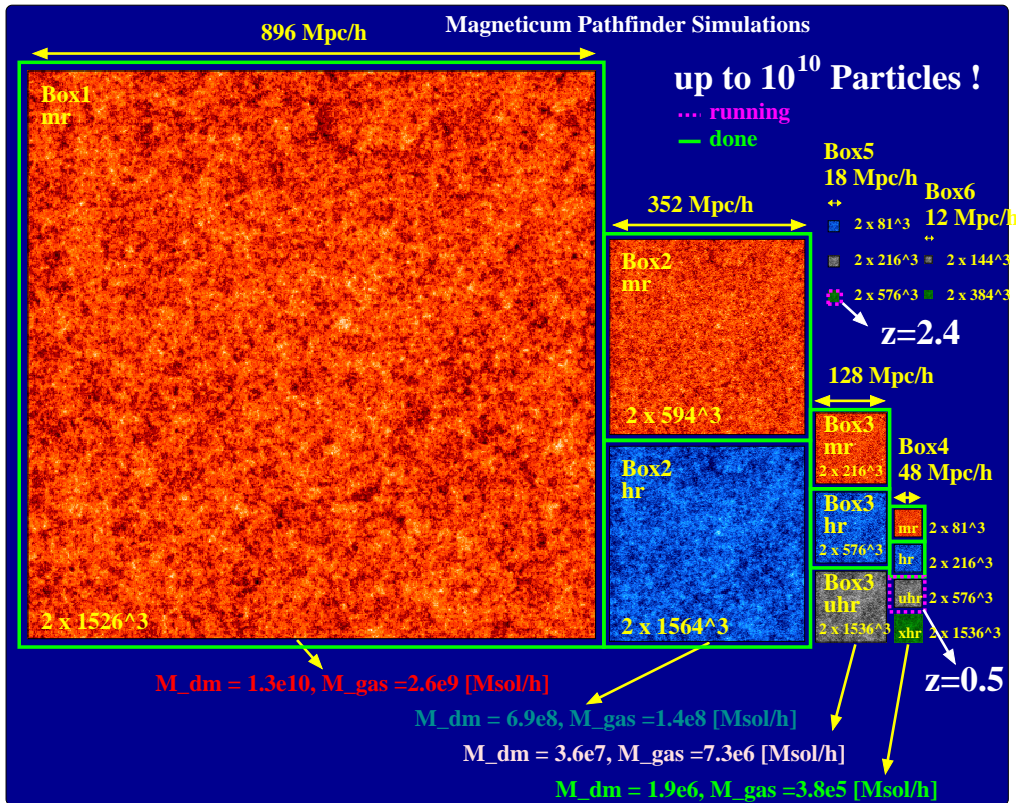 Magneticum Pathfinder Simulations
896 Mpc/h
up to 10^10 Particles !
running
done
Box1
mr
2 x 1526^3
352 Mpc/h
Box2
mr
2 x 594^3
Box2
hr
2 x 1564^3
Box5
18 Mpc/h
2 x 81^3
2 x 216^3
2 x 576^3
Box6
12 Mpc/h
2 x 144^3
2 x 384^3
z=2.4
128 Mpc/h
Box3
mr
2 x 216^3
Box3
hr
2 x 576^3
Box3
uhr
2 x 1536^3
Box4
48 Mpc/h
mr 2 x 81^3
hr 2 x 216^3
uhr 2 x 576^3
xhr 2 x 1536^3
z=0.5
M_dm = 1.3e10, M_gas =2.6e9 [Msol/h]
M_dm = 6.9e8, M_gas =1.4e8 [Msol/h]
M_dm = 3.6e7, M_gas =7.3e6 [Msol/h]
M_dm = 1.9e6, M_gas =3.8e5 [Msol/h]